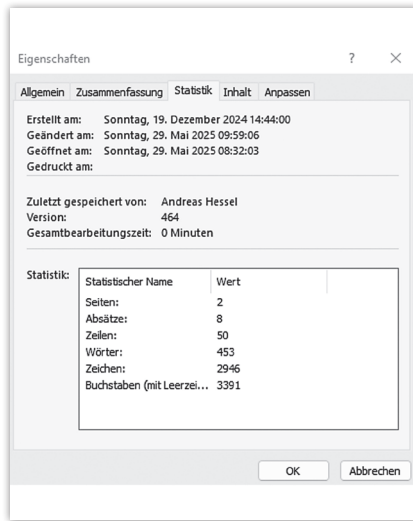 Eigenschaften ? ×
Allgemein Zusammenfassung Statistik Inhalt Anpassen
Erstellt am: Sonntag, 19. Dezember 2024 14:44:00
Geändert am: Sonntag, 29. Mai 2025 09:59:06
Geöffnet am: Sonntag, 29. Mai 2025 08:32:03
Gedruckt am:
Zuletzt gespeichert von: Andreas Hessel
Version: 464
Gesamtbearbeitungszeit: 0 Minuten
Statistik:
Statistischer Name Wert
Seiten: 2
Absätze: 8
Zeilen: 50
Wörter: 453
Zeichen: 2946
Buchstaben (mit Leerzei... 3391
OK Abbrechen